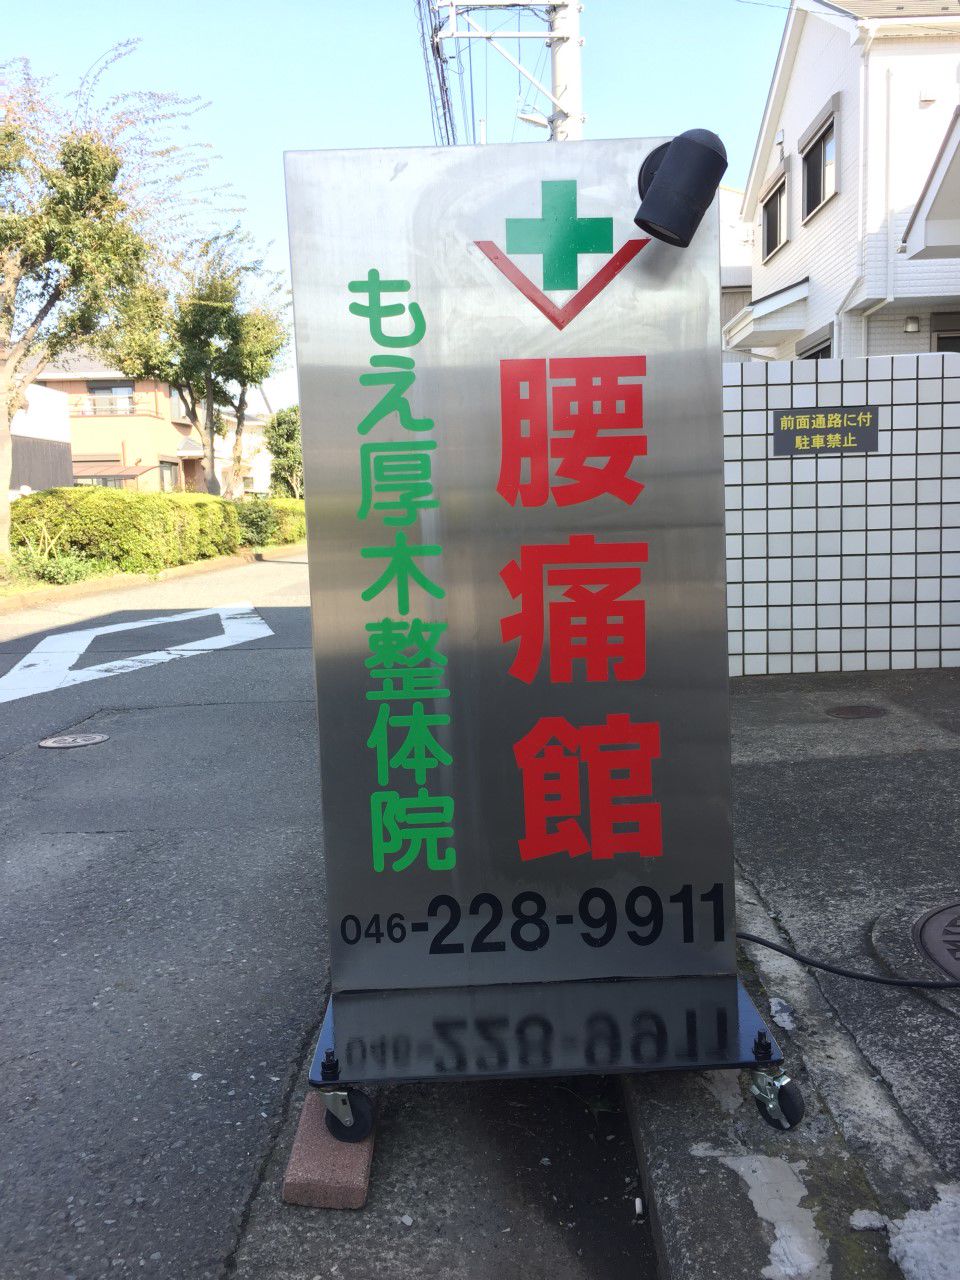 腰痛館
もえ厚木整体院
046-228-9911
前面通路に付
駐車禁止